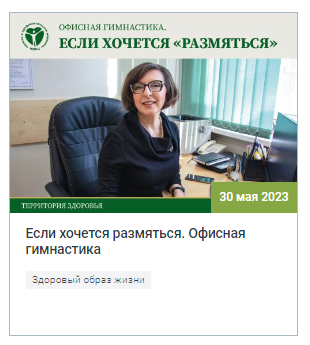 ОФИСНАЯ ГИМНАСТИКА.
ЕСЛИ ХОЧЕТСЯ «РАЗМЯТЬСЯ»
30 мая 2023
ТЕРРИТОРИЯ ЗДОРОВЬЯ
Если хочется размяться. Офисная
гимнастика
Здоровый образ жизни